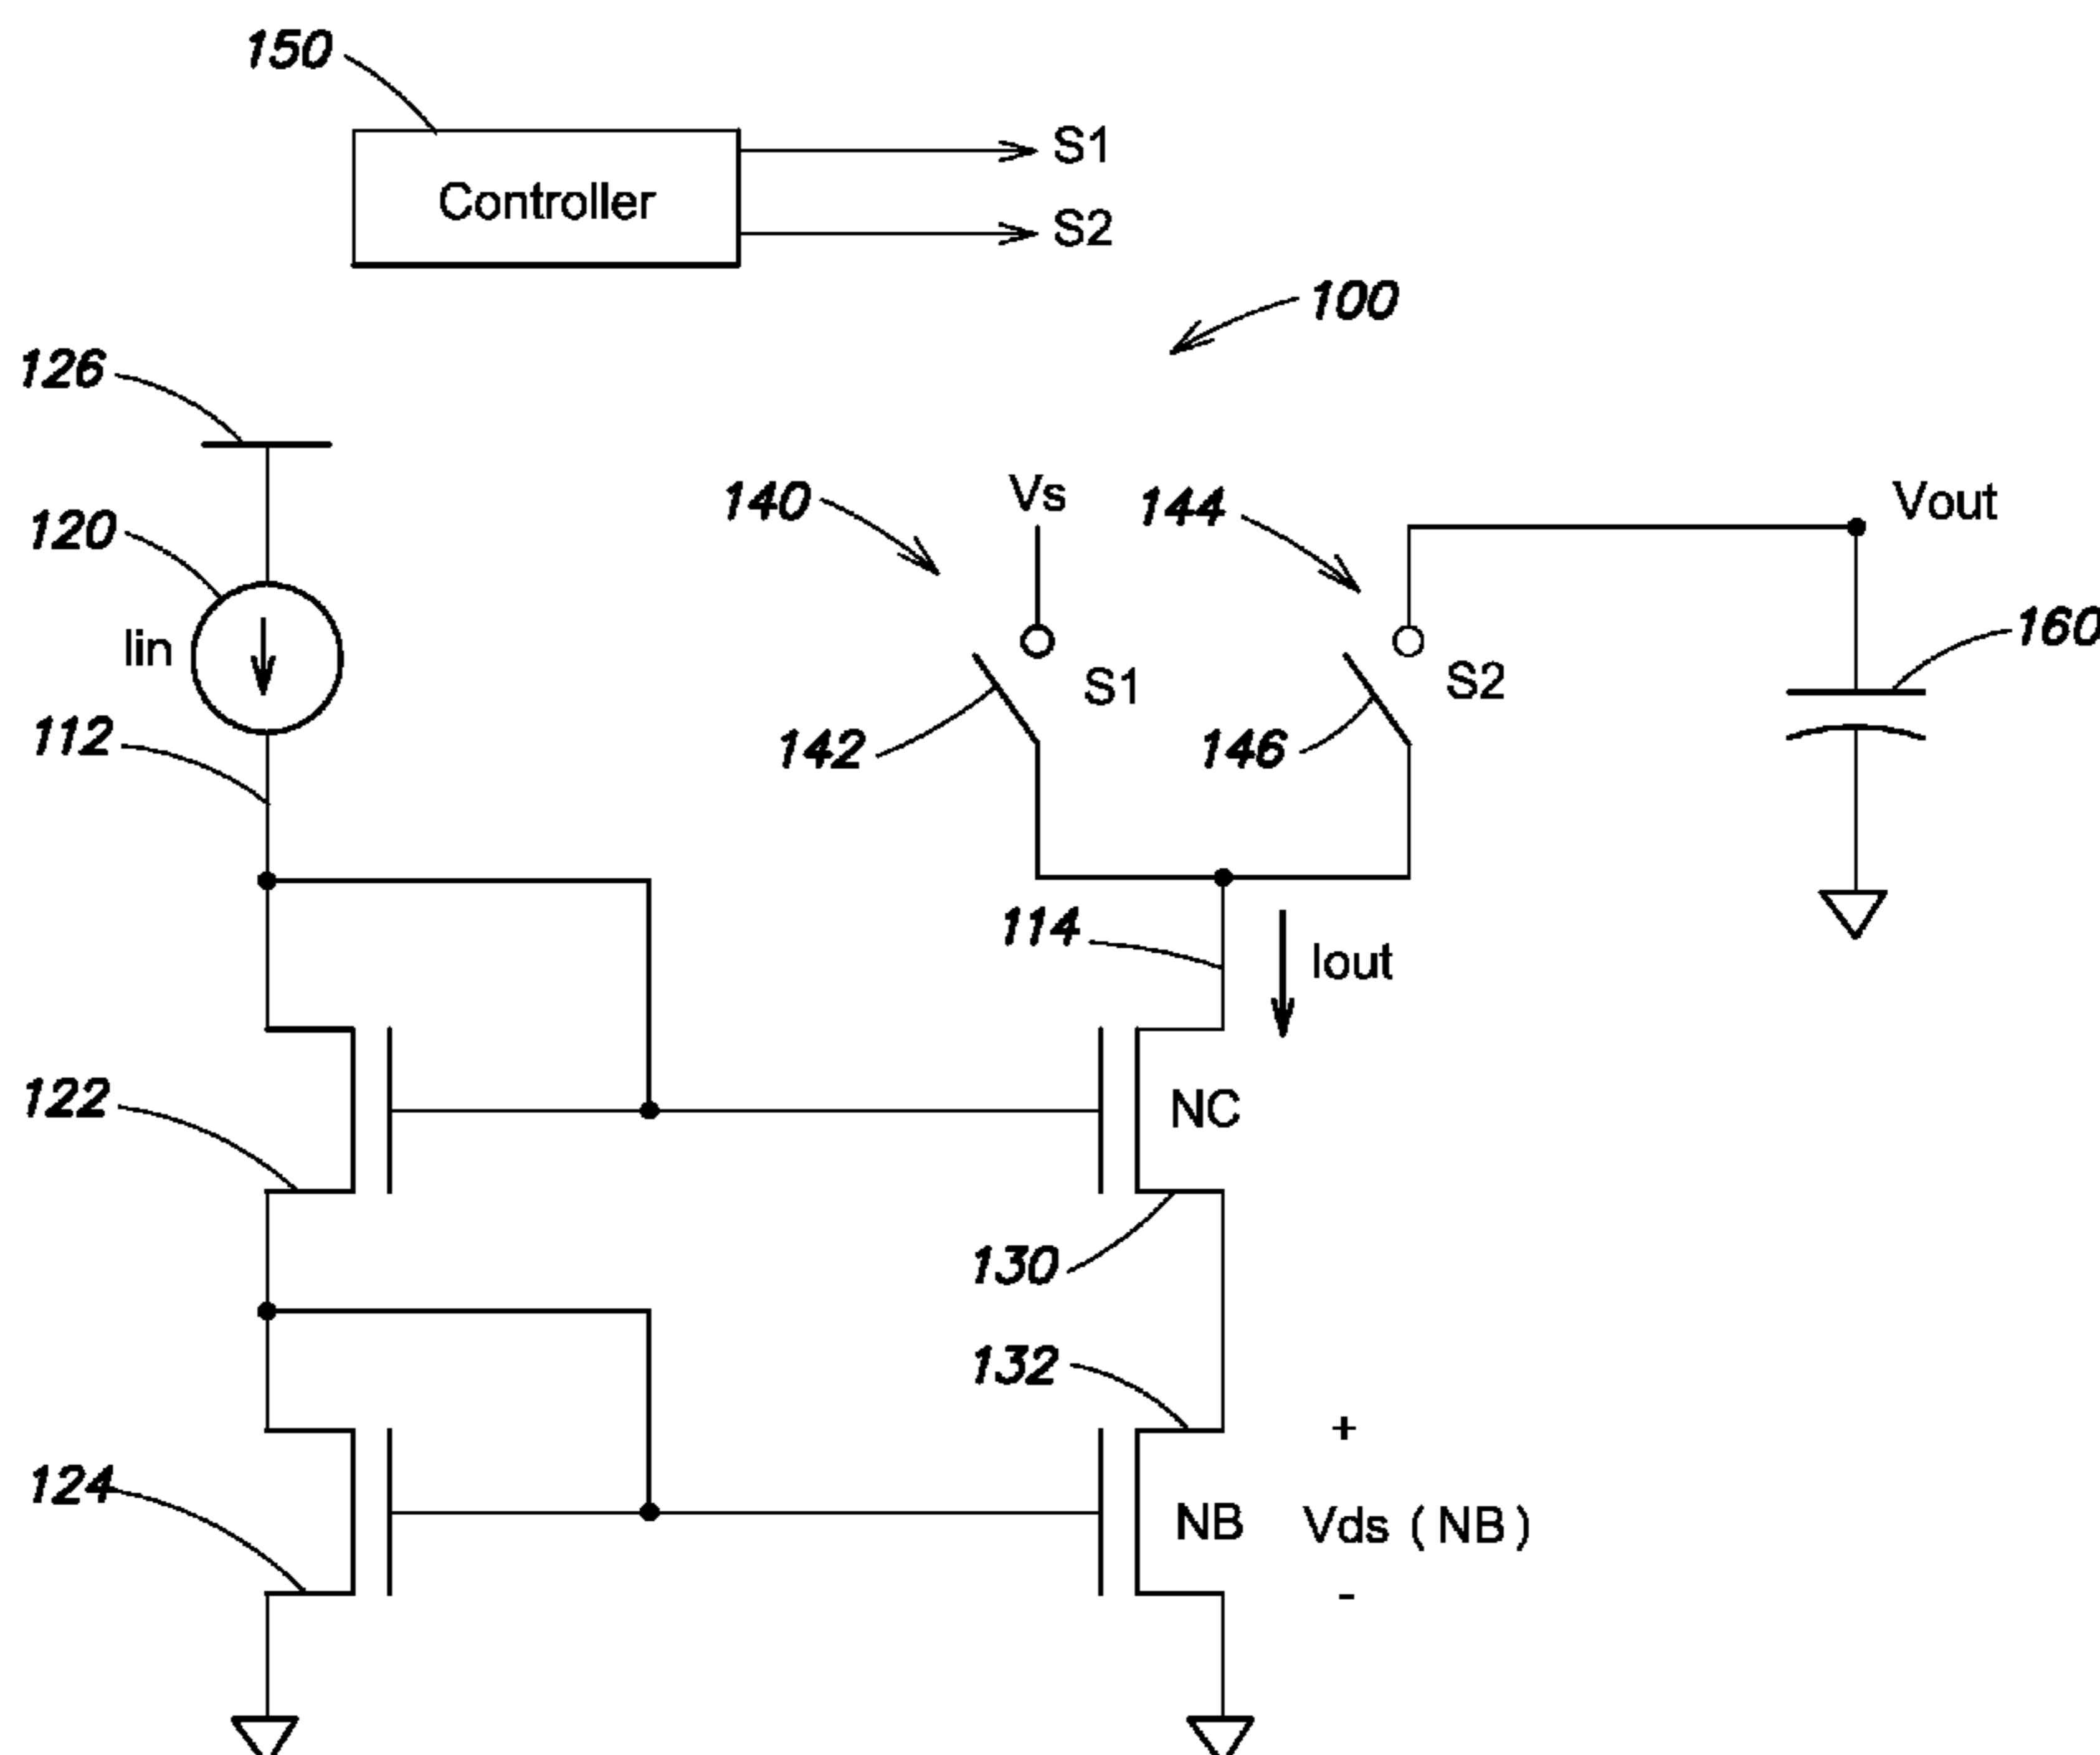 150
S1
Controller
S2
100
126
140
Vs
144
Vout
120
Iin
S1
S2
160
112
142
146
114
Iout
122
NC
130
132
+
124
NB
Vds ( NB )
-